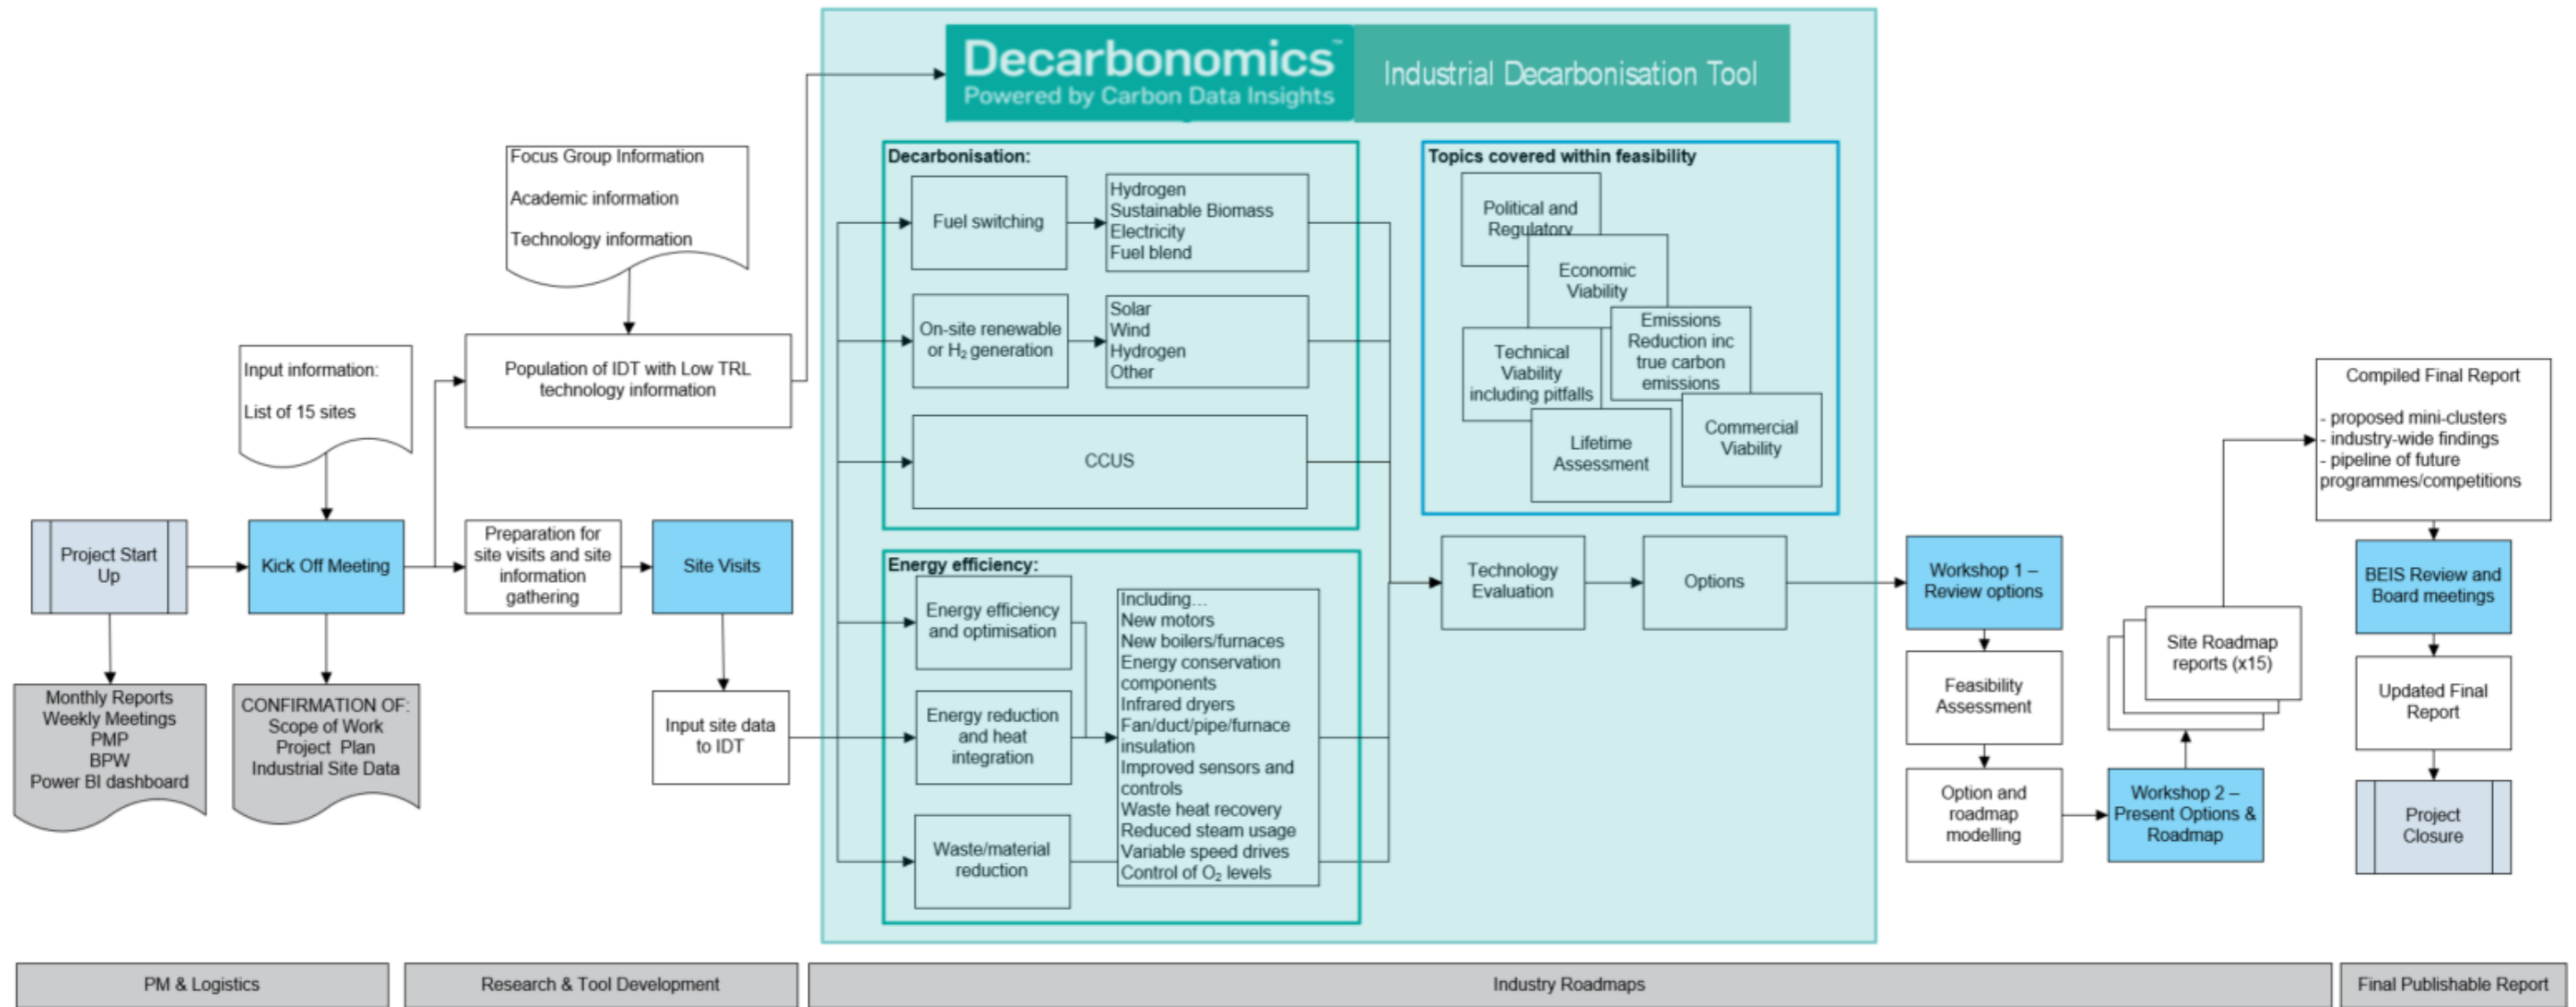 Decarbonomics™
Powered by Carbon Data Insights
Industrial Decarbonisation Tool
Focus Group Information
Academic information
Technology information
Input information:
List of 15 sites
Population of IDT with Low TRL
technology information
Project Start
Up
Kick Off Meeting
Preparation for
site visits and site
information
gathering
Site Visits
Monthly Reports
Weekly Meetings
PMP
BPW
Power BI dashboard
CONFIRMATION OF:
Scope of Work
Project Plan
Industrial Site Data
Input site data
to IDT
Decarbonisation:
Fuel switching
Hydrogen
Sustainable Biomass
Electricity
Fuel blend
On-site renewable
or H₂ generation
Solar
Wind
Hydrogen
Other
CCUS
Energy efficiency:
Energy efficiency
and optimisation
Energy reduction
and heat
integration
Waste/material
reduction
Including...
New motors
New boilers/furnaces
Energy conservation
components
Infrared dryers
Fan/duct/pipe/furnace
insulation
Improved sensors and
controls
Waste heat recovery
Reduced steam usage
Variable speed drives
Control of O₂ levels
Topics covered within feasibility
Political and
Regulatory
Economic
Viability
Emissions
Reduction inc
true carbon
emissions
Technical
Viability
including pitfalls
Lifetime
Assessment
Commercial
Viability
Technology
Evaluation
Options
Workshop 1 –
Review options
Feasibility
Assessment
Option and
roadmap
modelling
Workshop 2 –
Present Options &
Roadmap
Site Roadmap
reports (x15)
Compiled Final Report
- proposed mini-clusters
- industry-wide findings
- pipeline of future
programmes/competitions
BEIS Review and
Board meetings
Updated Final
Report
Project
Closure
PM & Logistics
Research & Tool Development
Industry Roadmaps
Final Publishable Report